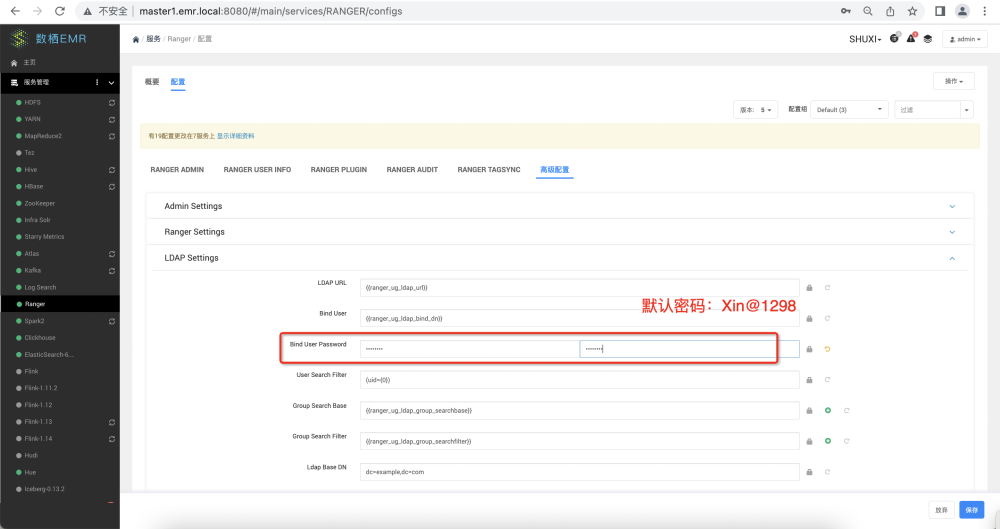 不安全 master1.emr.local:8080/#/main/services/RANGER/configs
数栖EMR
/ 服务 / Ranger / 配置
SHUXI
admin
主页
服务管理
HDFS
YARN
MapReduce2
Tez
Hive
HBase
ZooKeeper
Infra Solr
Starry Metrics
Atlas
Kafka
Log Search
Ranger
Spark2
Clickhouse
ElasticSearch-6....
Flink
Flink-1.11.2
Flink-1.12
Flink-1.13
Flink-1.14
Hudi
Hue
Iceberg-0.13.2
概要 配置
操作
版本: 5 配置组 Default (3) 过滤
有19配置更改在7服务上 显示详细资料
RANGER ADMIN RANGER USER INFO RANGER PLUGIN RANGER AUDIT RANGER TAGSYNC 高级配置
Admin Settings
Ranger Settings
LDAP Settings
LDAP URL {{ranger_ug_ldap_url}}
默认密码：Xin@1298
Bind User {{ranger_ug_ldap_bind_dn}}
Bind User Password ........ ........
User Search Filter (uid={0})
Group Search Base {{ranger_ug_ldap_group_searchbase}}
Group Search Filter {{ranger_ug_ldap_group_searchfilter}}
Ldap Base DN dc=example,dc=com
放弃 保存